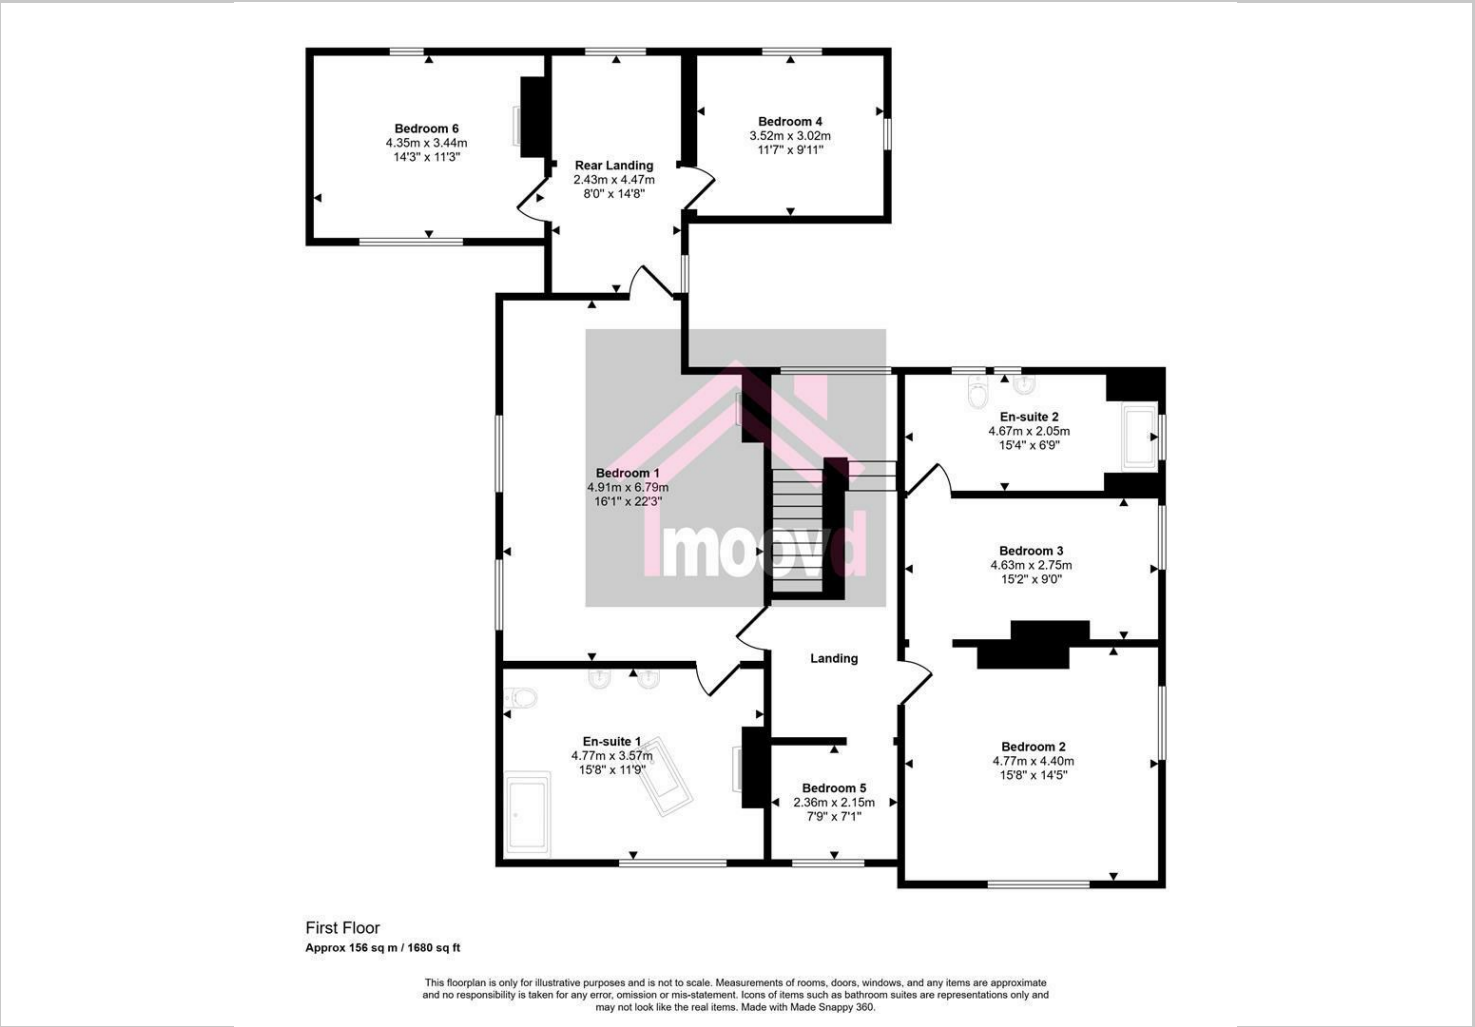 Bedroom 6
4.35m x 3.44m
14'3" x 11'3"
Rear Landing
2.43m x 4.47m
8'0" x 14'8"
Bedroom 4
3.52m x 3.02m
11'7" x 9'11"
Bedroom 1
4.91m x 6.79m
16'1" x 22'3"
moovd
En-suite 2
4.67m x 2.05m
15'4" x 6'9"
Bedroom 3
4.63m x 2.75m
15'2" x 9'0"
Landing
En-suite 1
4.77m x 3.57m
15'8" x 11'9"
Bedroom 5
2.36m x 2.15m
7'9" x 7'1"
Bedroom 2
4.77m x 4.40m
15'8" x 14'5"
First Floor
Approx 156 sq m / 1680 sq ft
This floorplan is only for illustrative purposes and is not to scale. Measurements of rooms, doors, windows, and any items are approximate
and no responsibility is taken for any error, omission or mis-statement. Icons of items such as bathroom suites are representations only and
may not look like the real items. Made with Made Snappy 360.